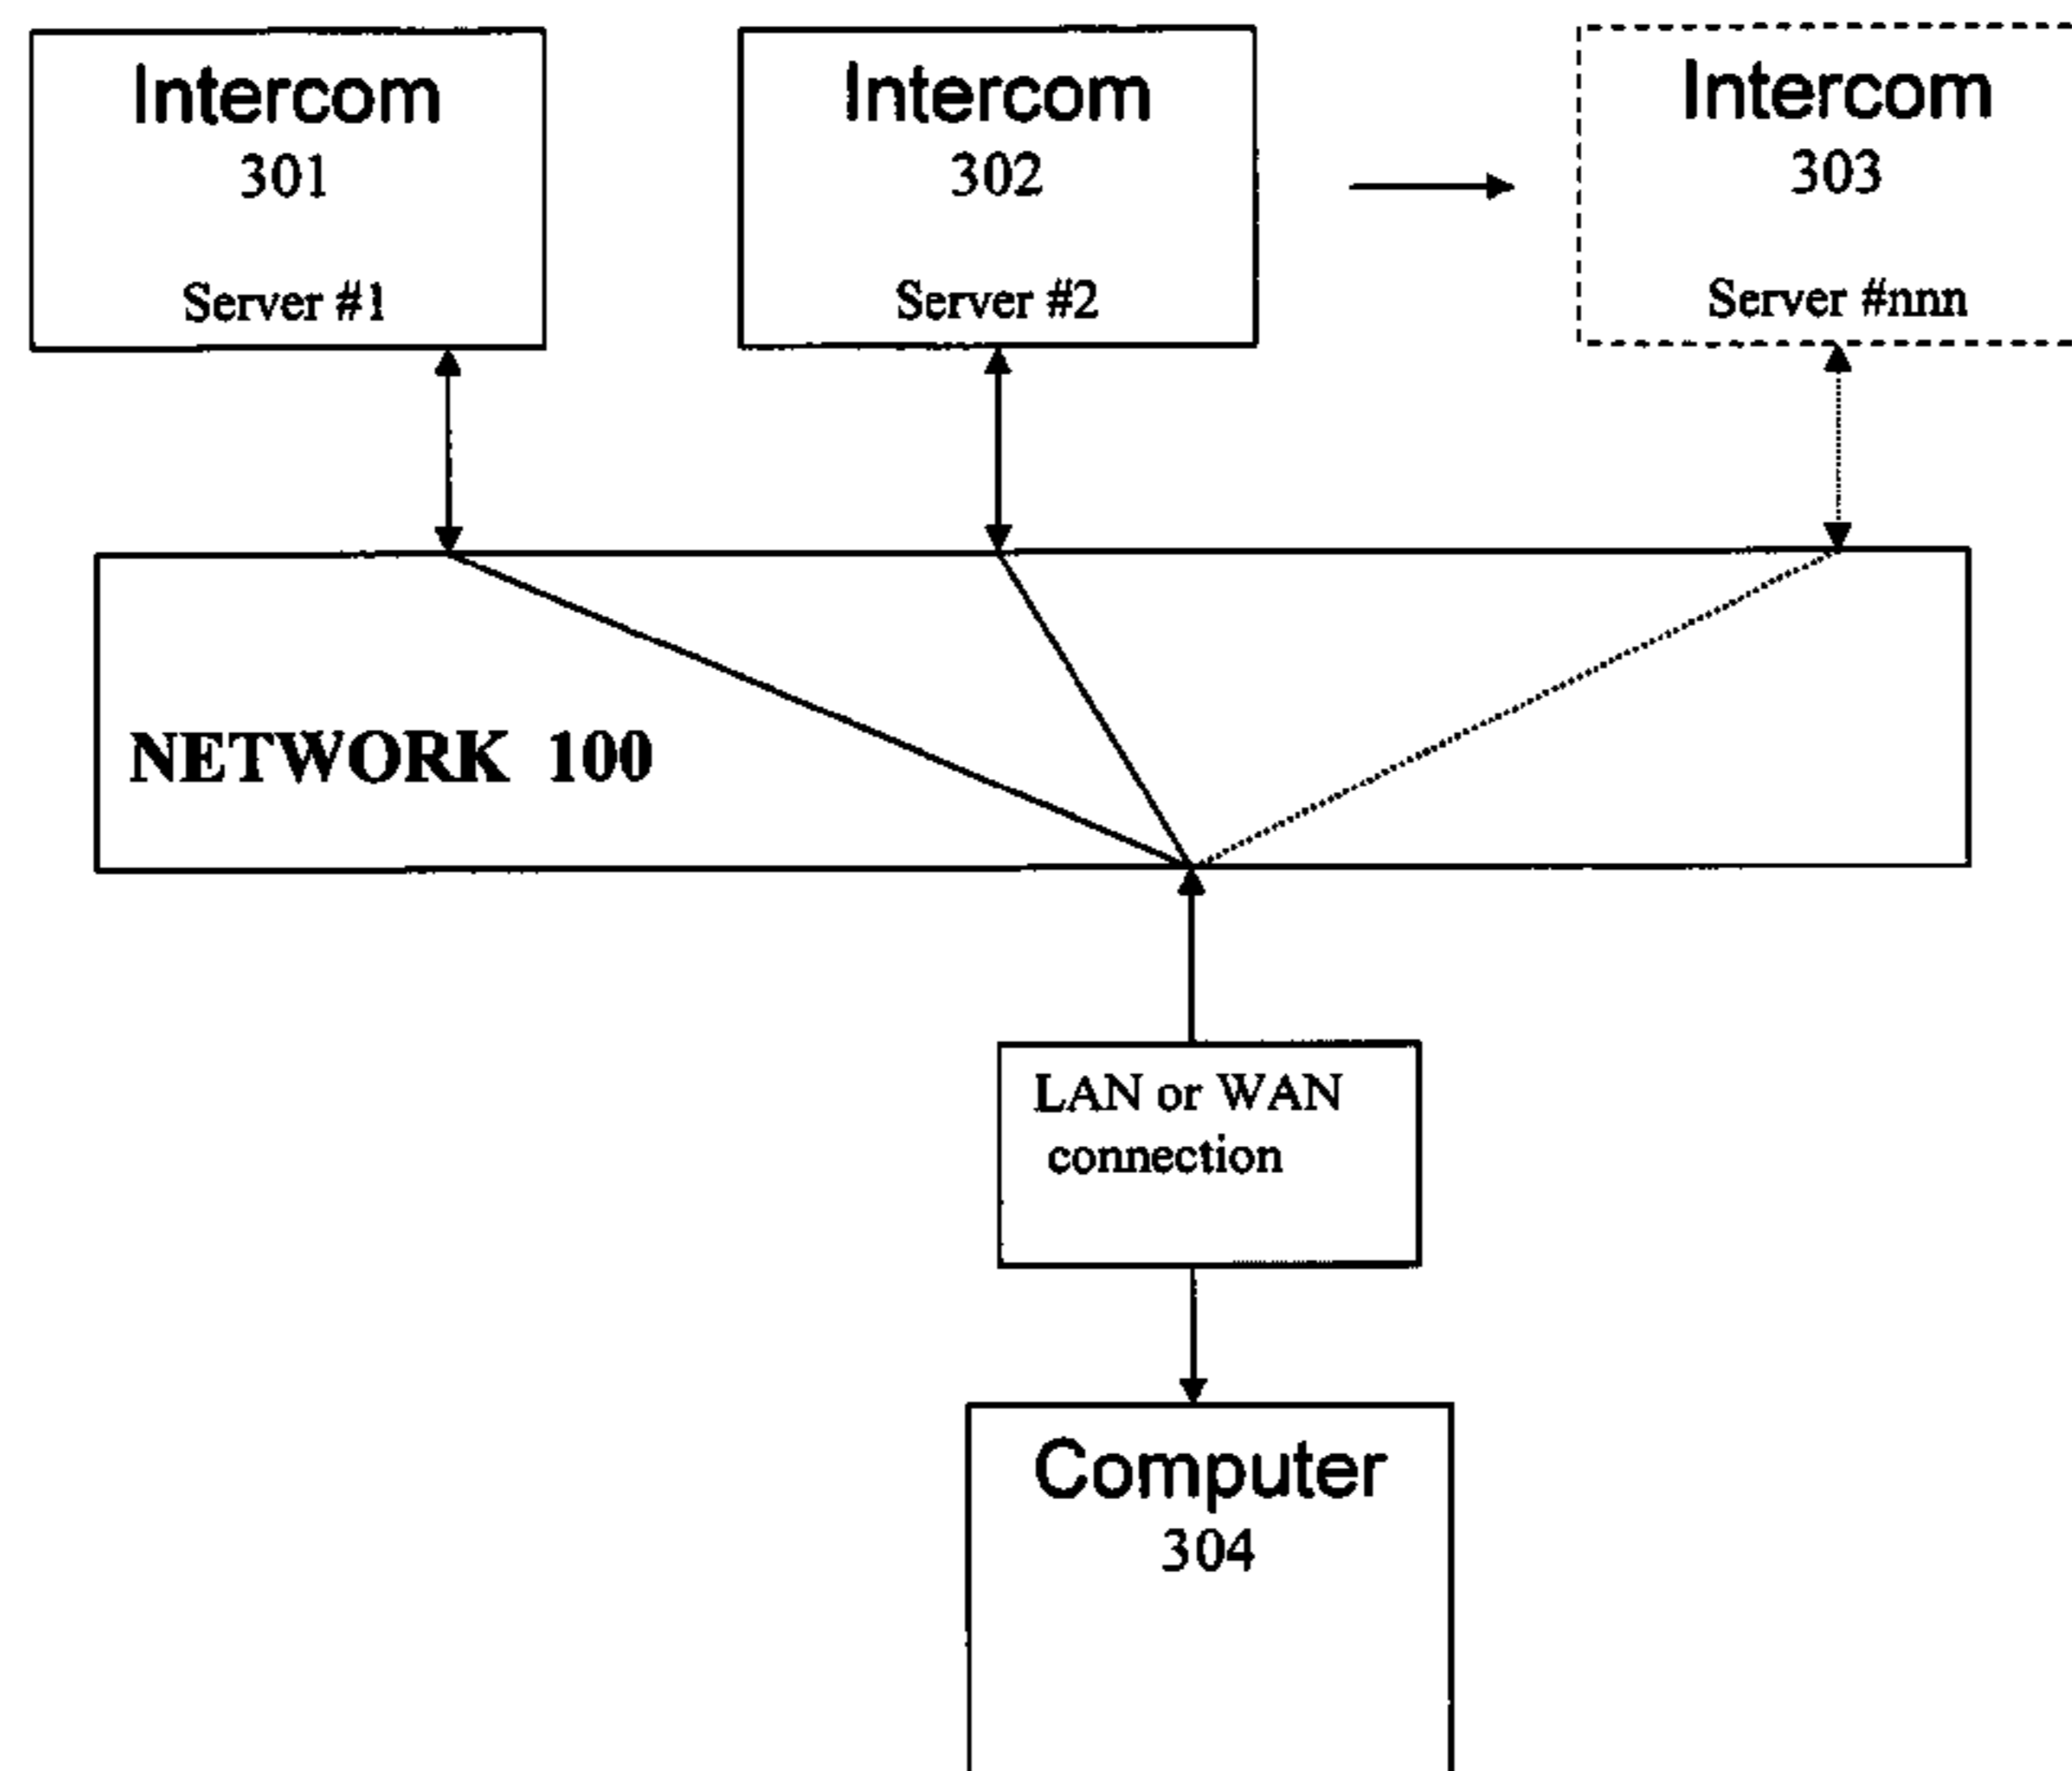 Intercom
301
Server #1
Intercom
302
Server #2
Intercom
303
Server #nnn
NETWORK 100
LAN or WAN
connection
Computer
304